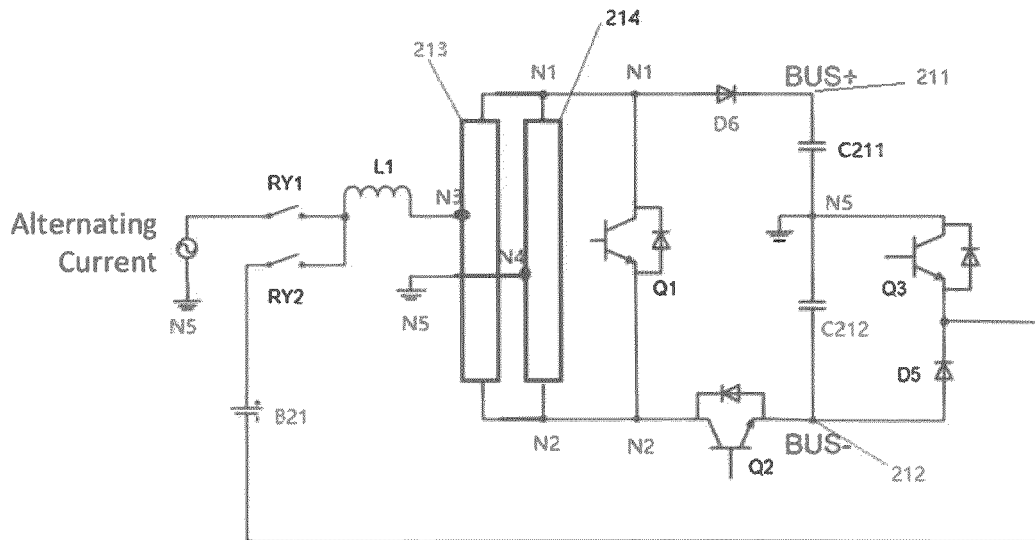 214
213
N1
N1
BUS+
211
D6
C211
L1
RY1
N3
N5
Alternating
Current
N4
Q1
Q3
RY2
N5
N5
C212
D5
B21
N2
N2
BUS-
Q2
212